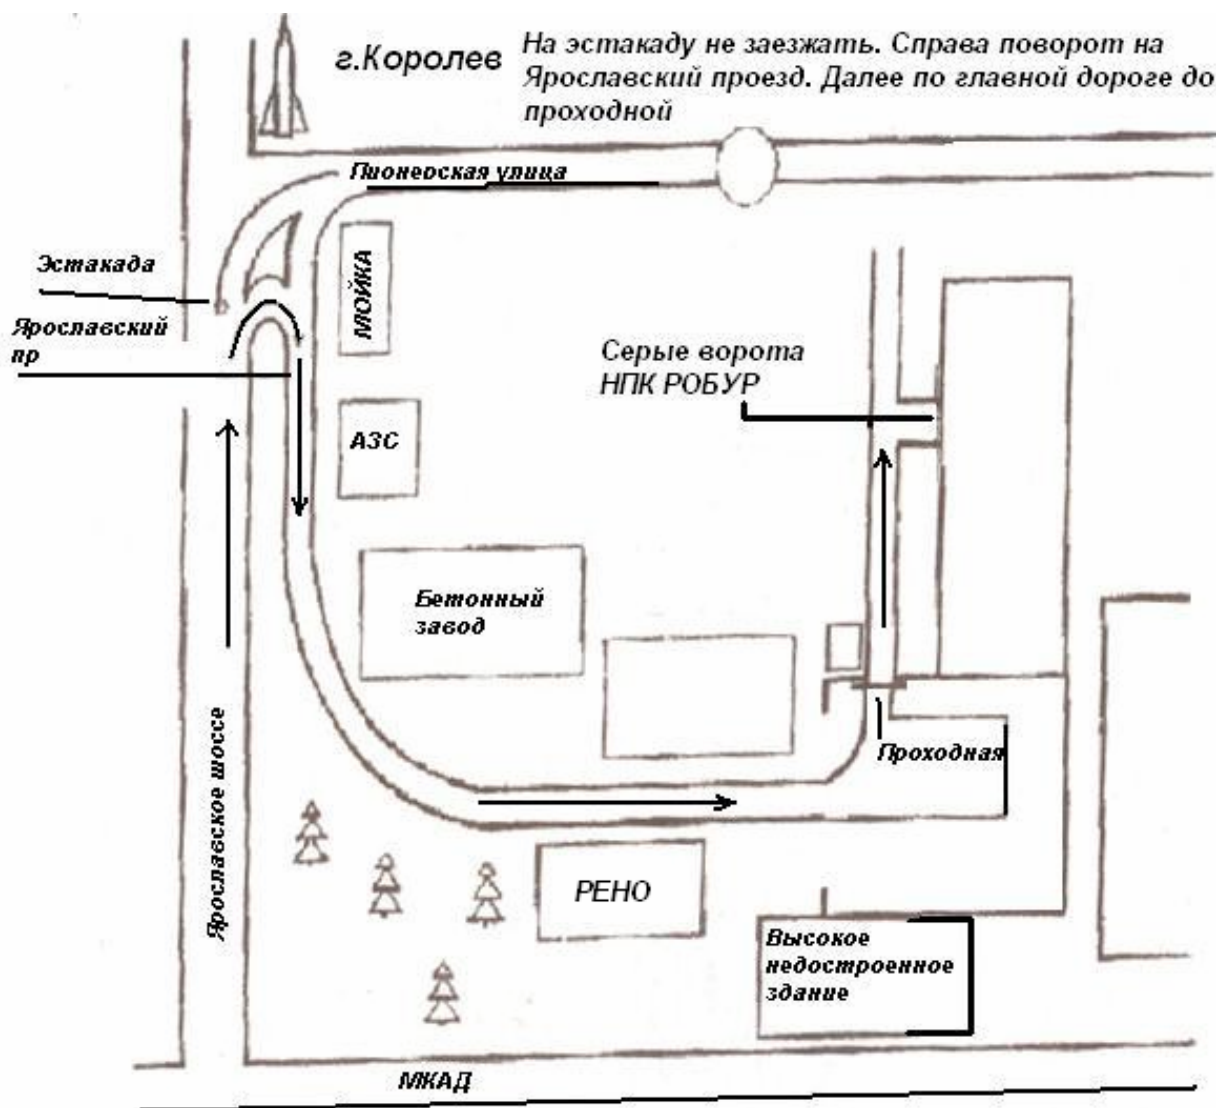 г.Королев
На эстакаду не заезжать. Справа поворот на
Ярославский проезд. Далее по главной дороге до
проходной
Пионерская улица
Эстакада
МОЙКА
Ярославский
пр
Серые ворота
НПК РОБУР
АЗС
Бетонный
завод
Ярославское шоссе
Проходная
РЕНО
Высокое
недостроенное
здание
МКАД